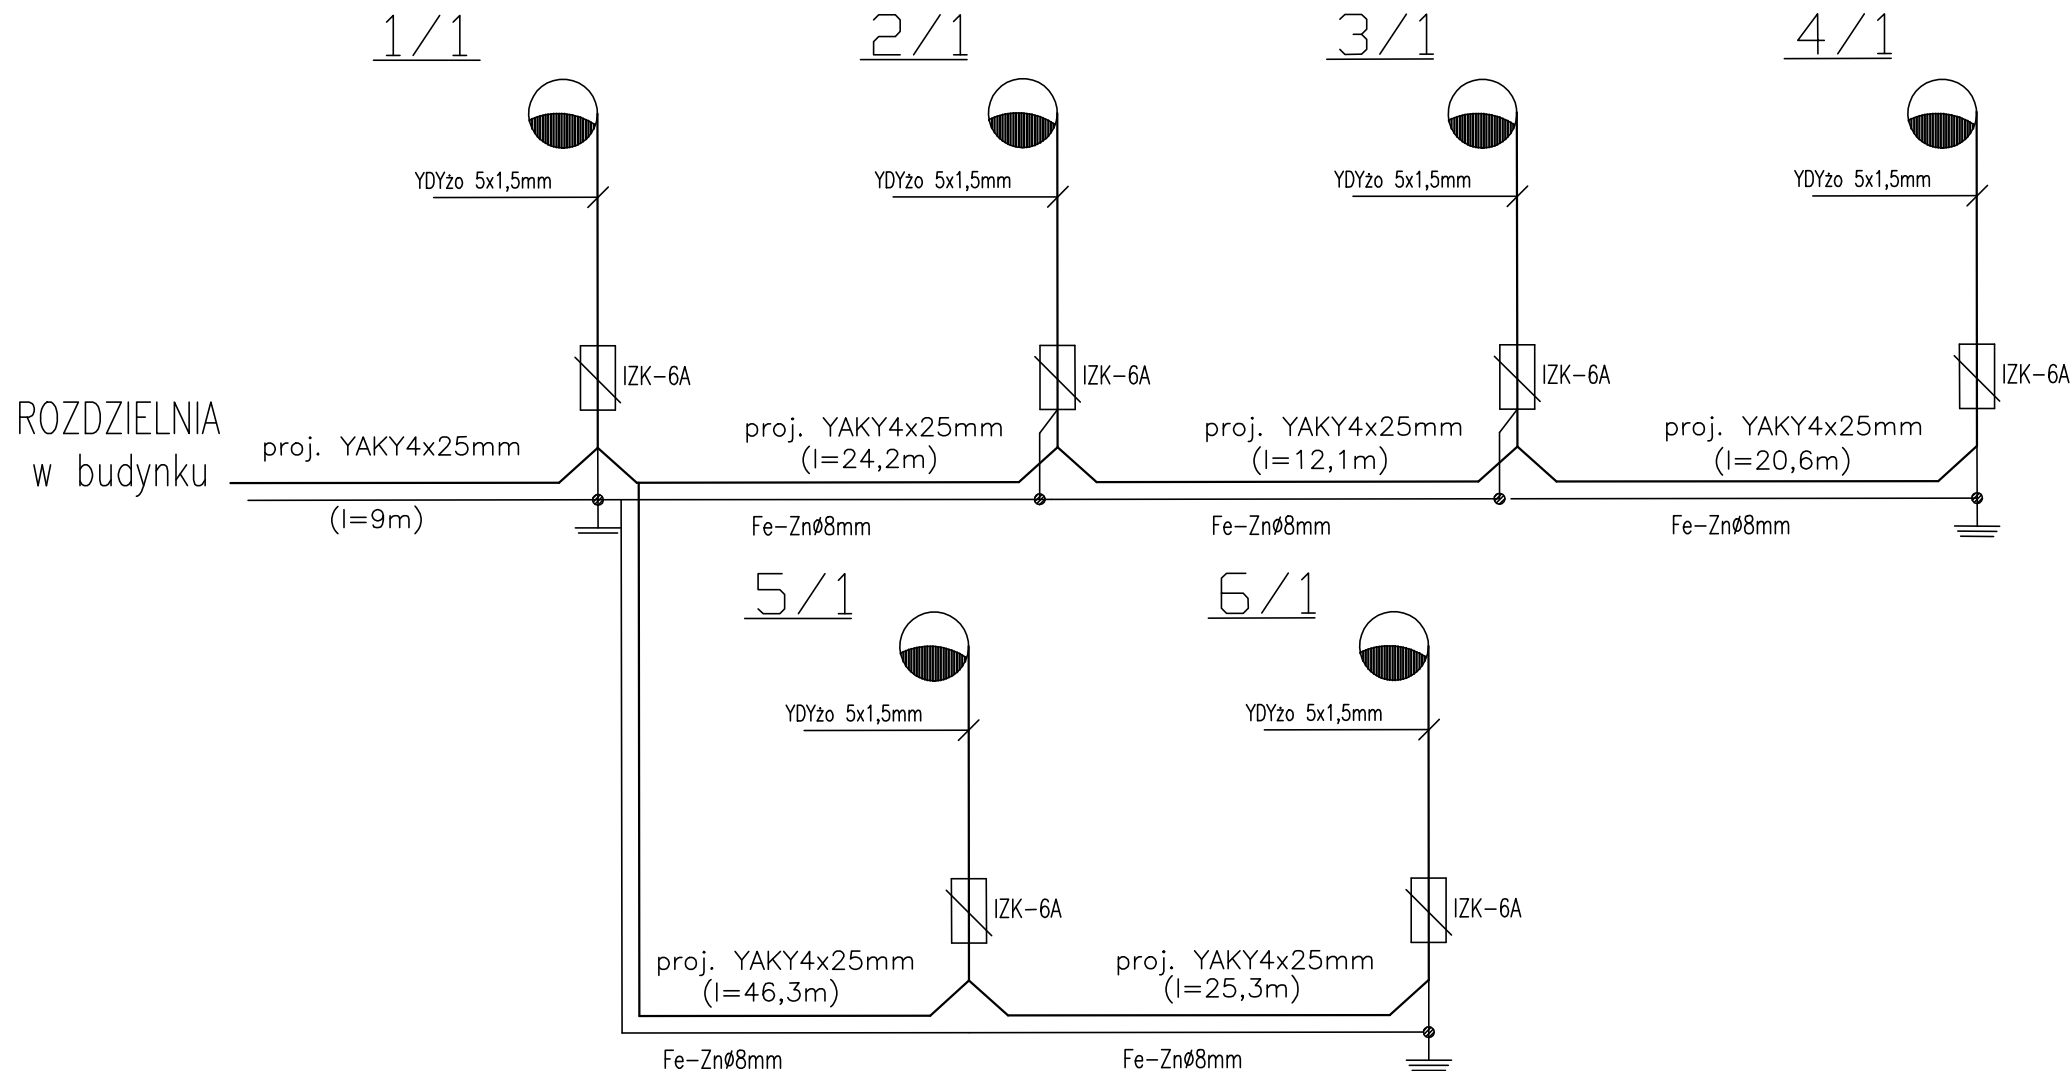 1/1
2/1
3/1
4/1
YDYżo 5x1,5mm
YDYżo 5x1,5mm
YDYżo 5x1,5mm
YDYżo 5x1,5mm
IZK-6A
IZK-6A
IZK-6A
IZK-6A
ROZDZIELNIA
w budynku
proj. YAKY4x25mm
(l=9m)
proj. YAKY4x25mm
(l=24,2m)
proj. YAKY4x25mm
(l=12,1m)
proj. YAKY4x25mm
(l=20,6m)
Fe-Znø8mm
Fe-Znø8mm
Fe-Znø8mm
5/1
6/1
YDYżo 5x1,5mm
YDYżo 5x1,5mm
IZK-6A
IZK-6A
proj. YAKY4x25mm
(l=46,3m)
proj. YAKY4x25mm
(l=25,3m)
Fe-Znø8mm
Fe-Znø8mm